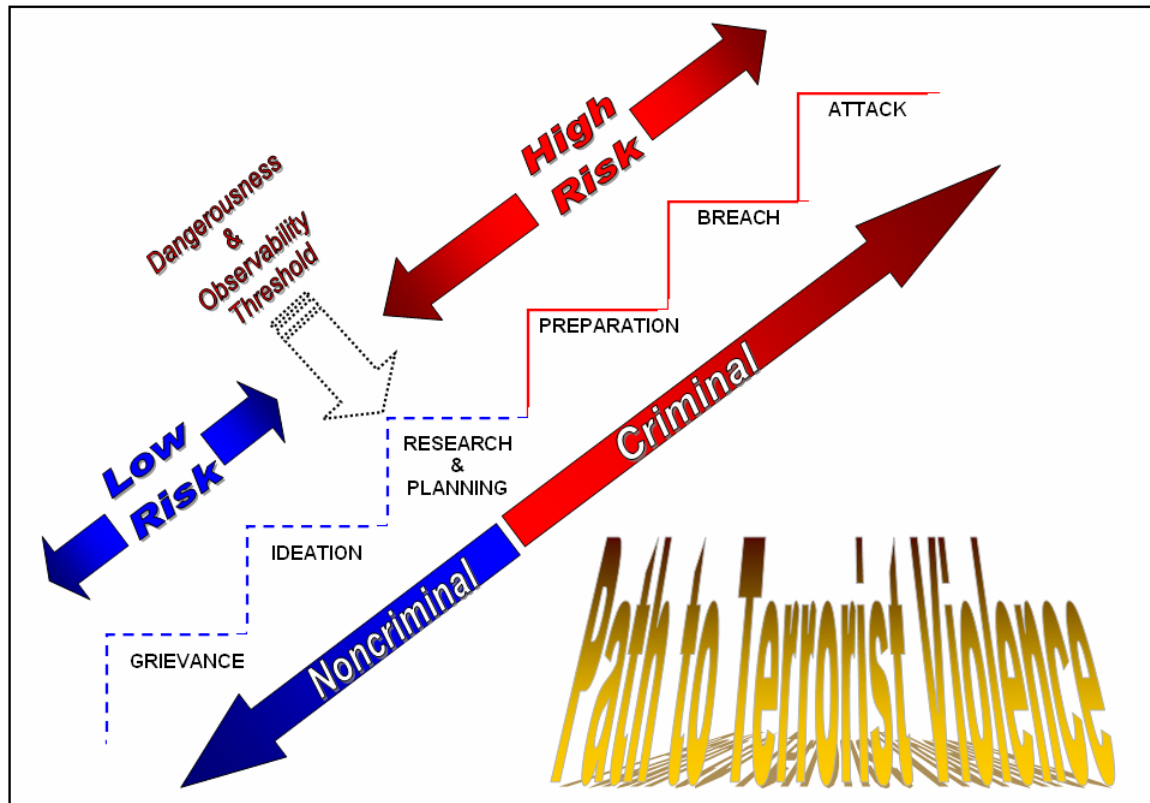 ATTACK
High
Risk
BREACH
Dangerousness
&
Observability
Threshold
PREPARATION
Criminal
Low
Risk
RESEARCH
&
PLANNING
IDEATION
Noncriminal
GRIEVANCE
Path to Terrorist Violence